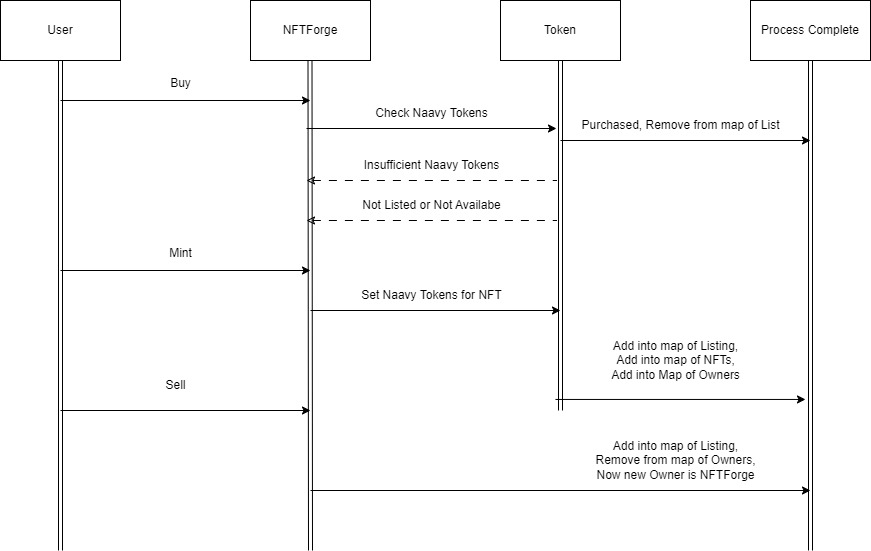 User
NFTForge
Token
Process Complete
Buy
Check Naavy Tokens
Purchased, Remove from map of List
Insufficient Naavy Tokens
Not Listed or Not Availabe
Mint
Set Naavy Tokens for NFT
Add into map of Listing,
Add into map of NFTs,
Add into Map of Owners
Sell
Add into map of Listing,
Remove from map of Owners,
Now new Owner is NFTForge